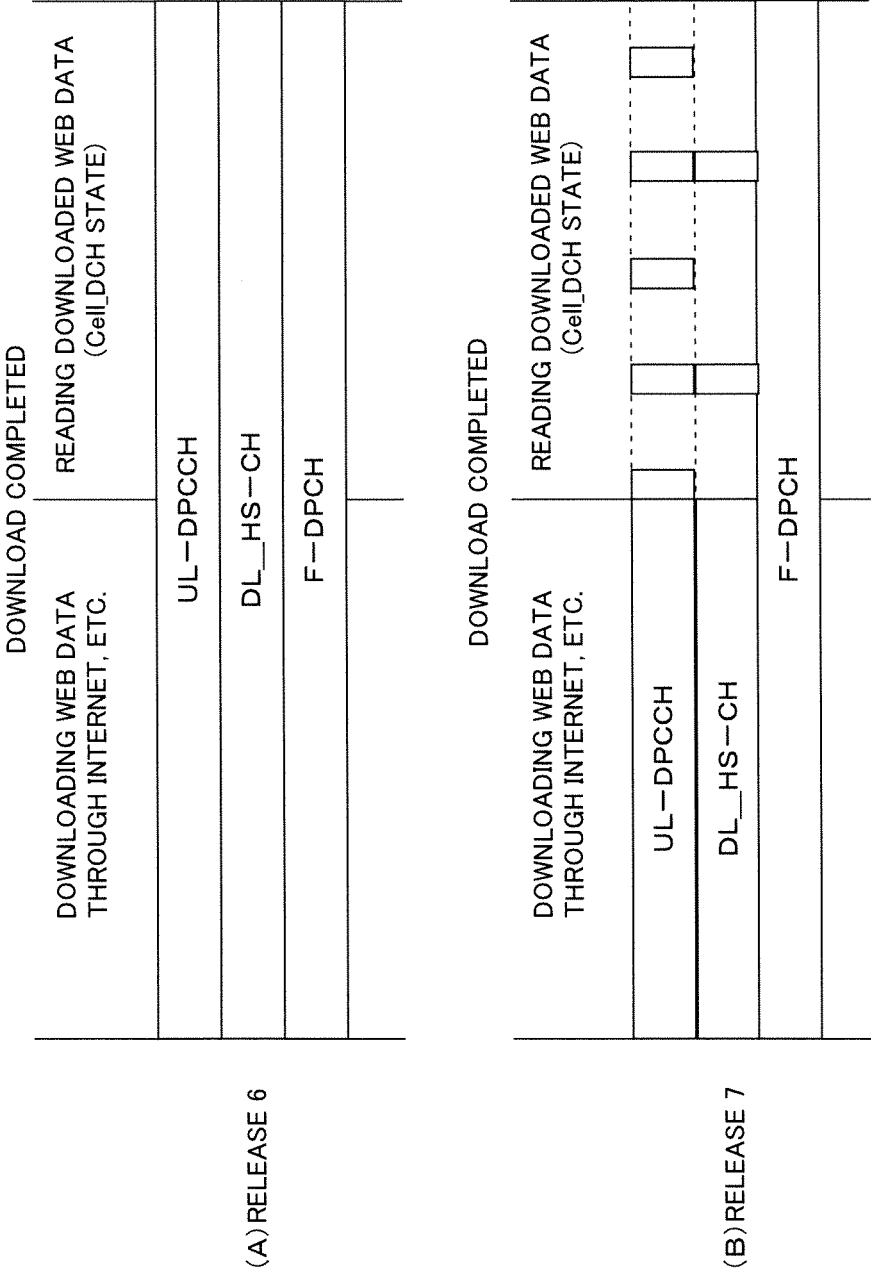 DOWNLOAD COMPLETED
DOWNLOADING WEB DATA
THROUGH INTERNET, ETC.
READING DOWNLOADED WEB DATA
(Cell_DCH STATE)
UL-DPCCH
DL__HS-CH
F-DPCH
(A)RELEASE 6
DOWNLOAD COMPLETED
DOWNLOADING WEB DATA
THROUGH INTERNET, ETC.
READING DOWNLOADED WEB DATA
(Cell_DCH STATE)
UL-DPCCH
DL__HS-CH
F-DPCH
(B)RELEASE 7